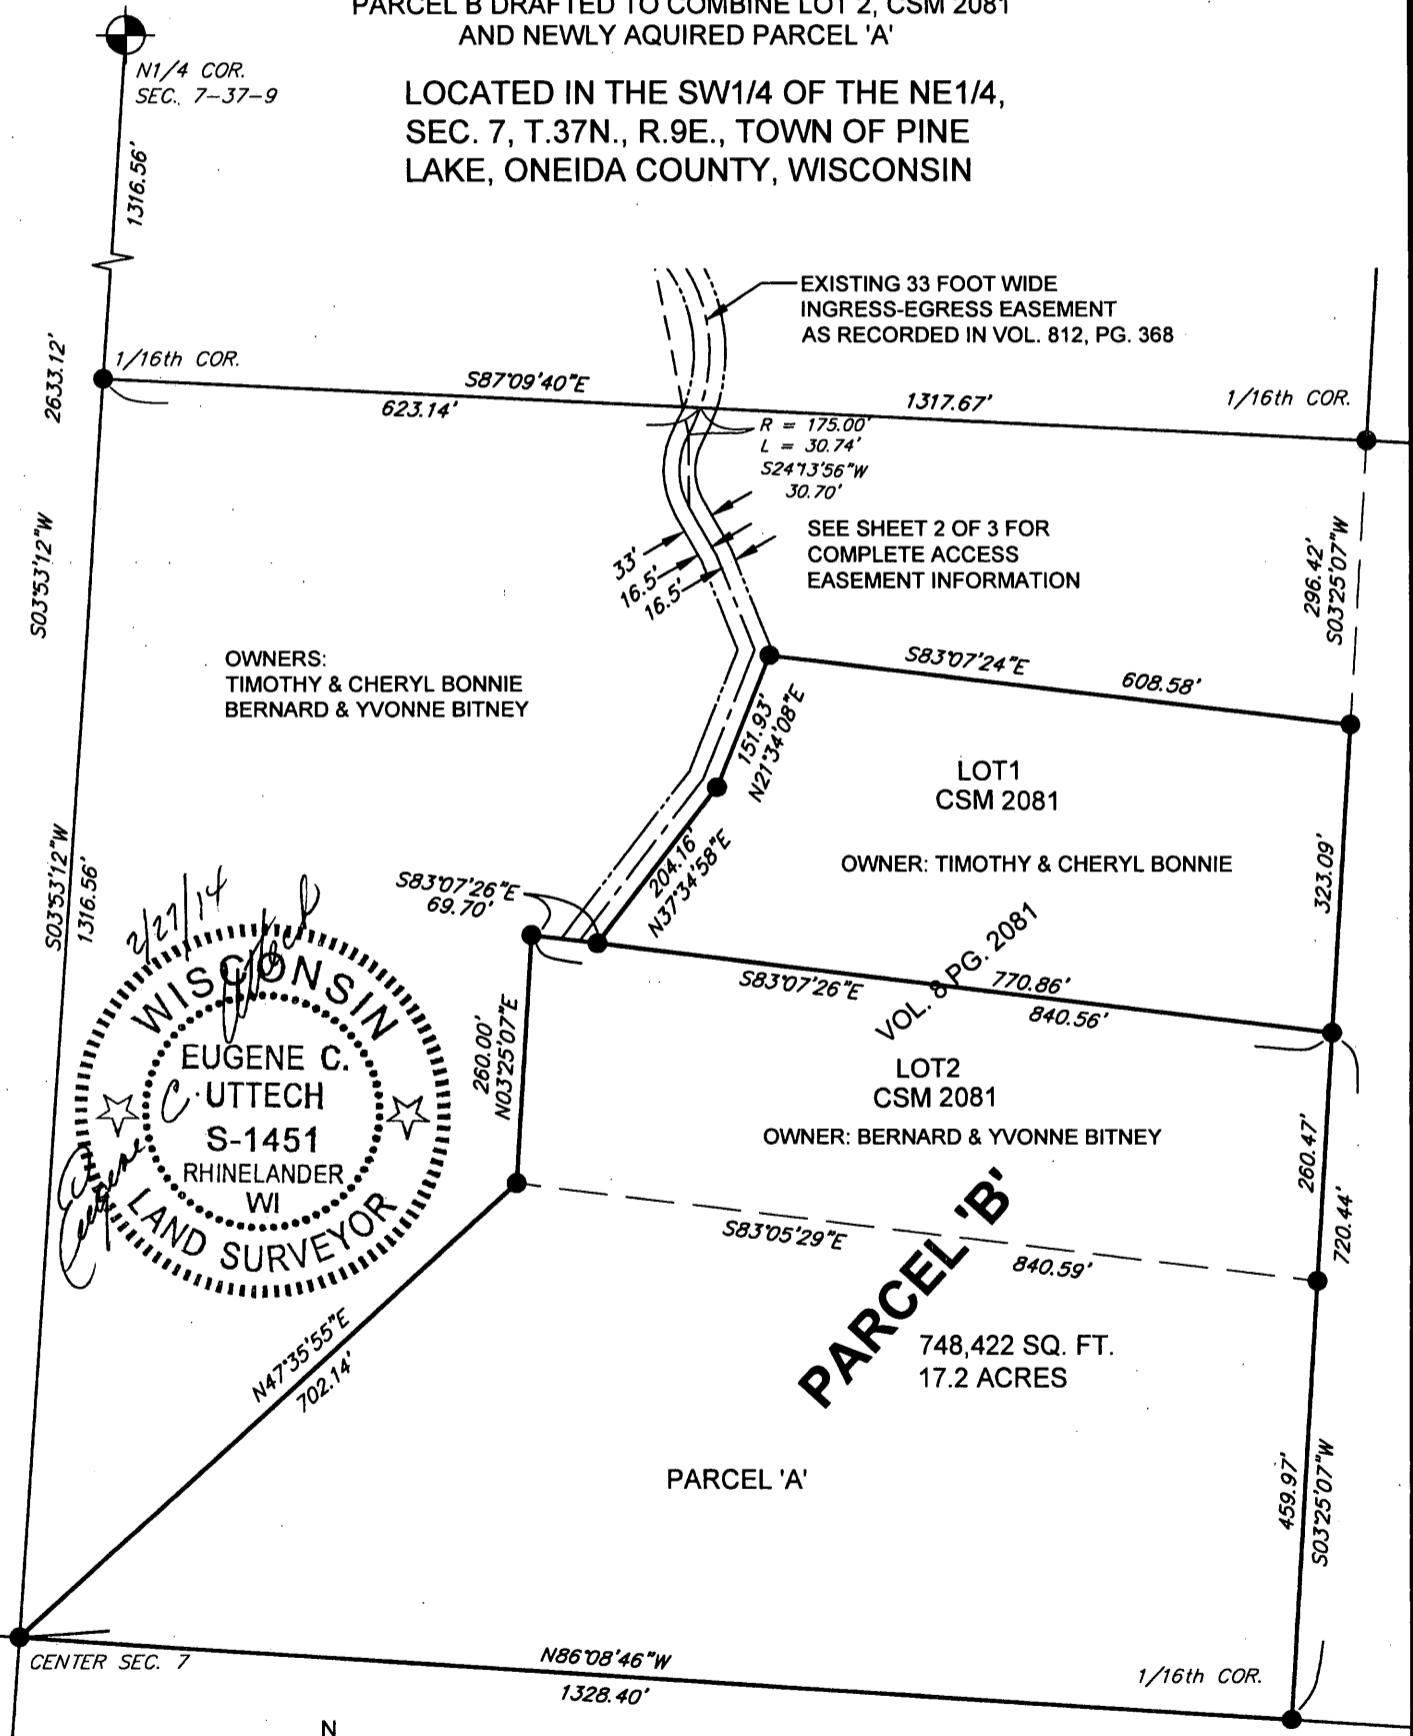 PARCEL B DRAFTED TO COMBINE LOT 2, CSM 2081
AND NEWLY AQUIRED PARCEL 'A'
N1/4 COR.
SEC. 7-37-9
LOCATED IN THE SW1/4 OF THE NE1/4,
SEC. 7, T.37N., R.9E., TOWN OF PINE
LAKE, ONEIDA COUNTY, WISCONSIN
1316.56'
EXISTING 33 FOOT WIDE
INGRESS-EGRESS EASEMENT
AS RECORDED IN VOL. 812, PG. 368
2633.12'
1/16th COR.
S87°09'40"E
623.14'
1317.67'
1/16th COR.
R = 175.00'
L = 30.74'
S24°13'56"W
30.70'
SEE SHEET 2 OF 3 FOR
COMPLETE ACCESS
EASEMENT INFORMATION
33'
16.5'
16.5'
S03°53'12"W
296.42'
S03°25'07"W
OWNERS:
TIMOTHY & CHERYL BONNIE
BERNARD & YVONNE BITNEY
S83°07'24"E
608.58'
151.93'
N21°34'08"E
LOT1
CSM 2081
OWNER: TIMOTHY & CHERYL BONNIE
323.09'
204.16'
N37°34'58"E
S03°53'12"W
1316.56'
S83°07'26"E
69.70'
2/27/14
WISCONSIN
EUGENE C.
UTTECH
S-1451
RHINELANDER
WI
LAND SURVEYOR
Eugene C. Uttech
260.00'
N03°25'07"E
S83°07'26"E
770.86'
840.56'
VOL. 8 PG. 2081
LOT2
CSM 2081
OWNER: BERNARD & YVONNE BITNEY
260.47'
720.44'
S83°05'29"E
840.59'
PARCEL 'B'
748,422 SQ. FT.
17.2 ACRES
N47°35'55"E
702.14'
PARCEL 'A'
459.97'
S03°25'07"W
CENTER SEC. 7
N86°08'46"W
1328.40'
1/16th COR.
N